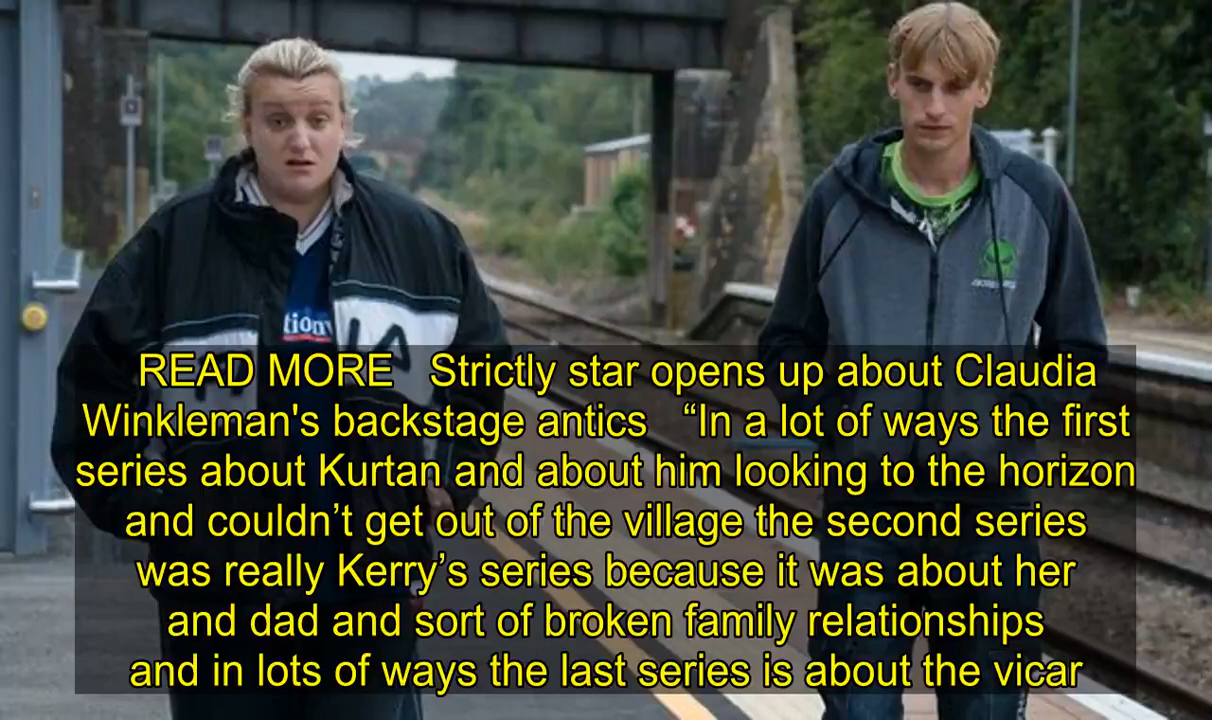 tion
READ MORE Strictly star opens up about Claudia
Winkleman's backstage antics “In a lot of ways the first
series about Kurtan and about him looking to the horizon
and couldn’t get out of the village the second series
was really Kerry’s series because it was about her
and dad and sort of broken family relationships
and in lots of ways the last series is about the vicar